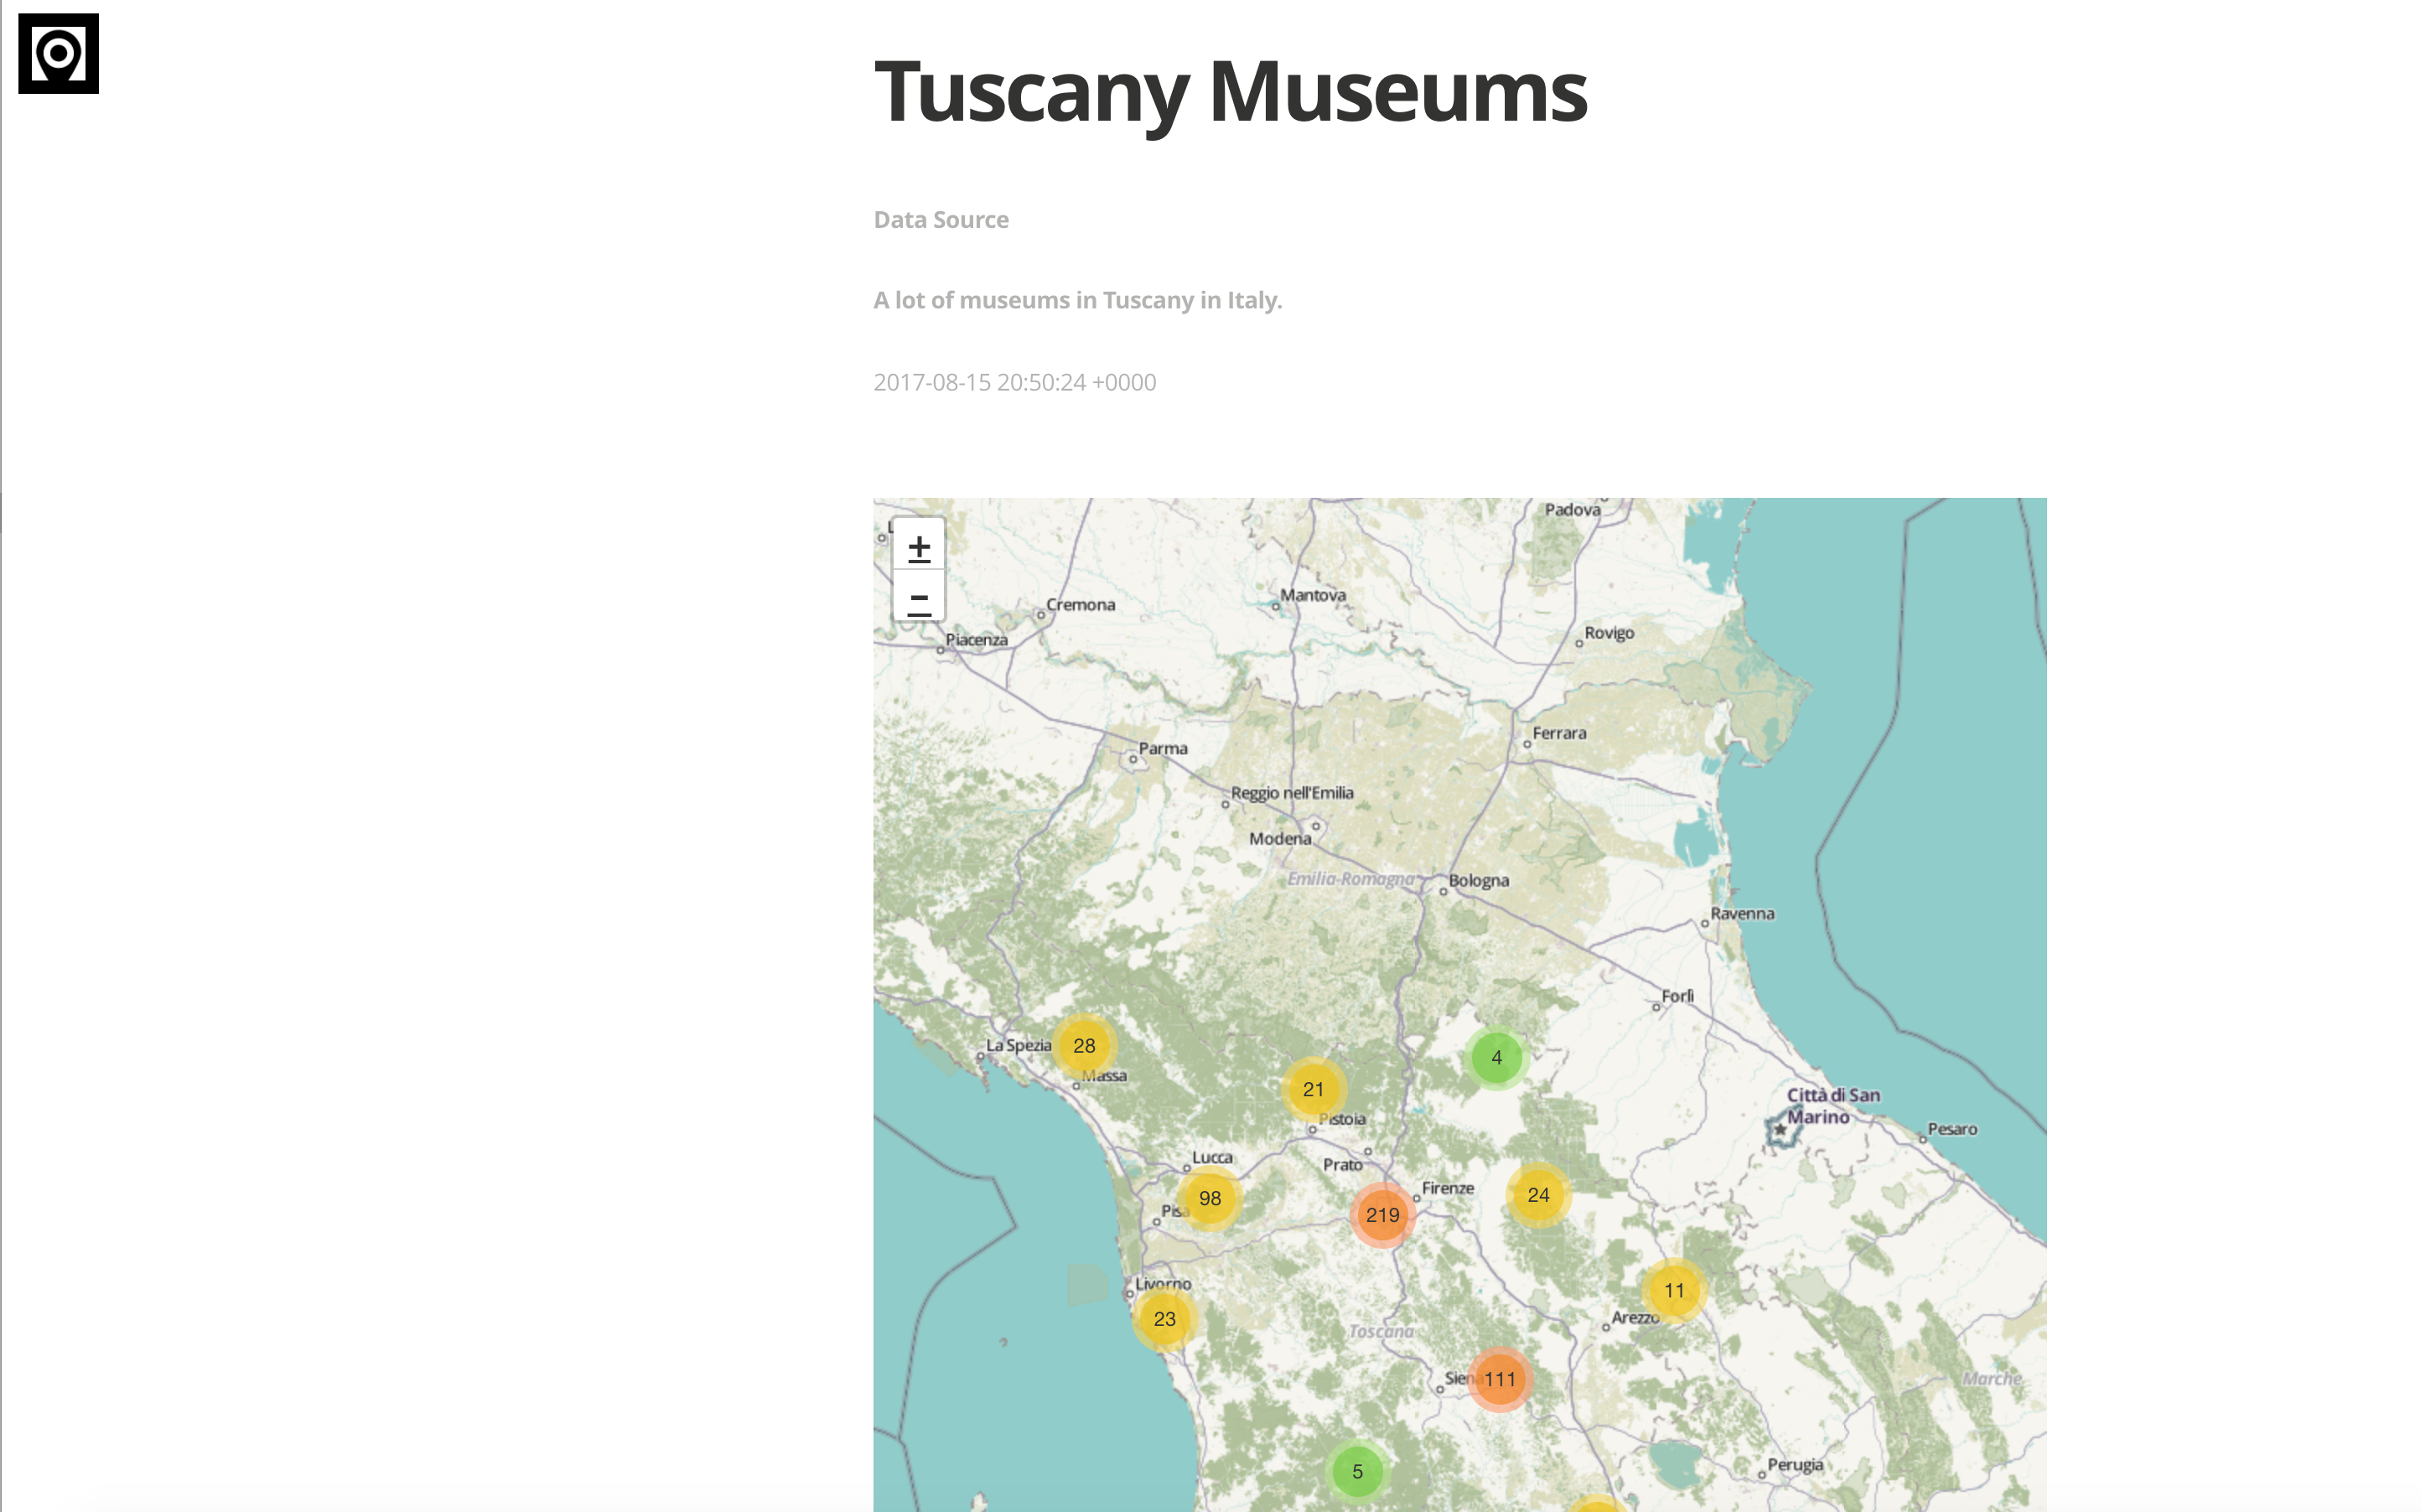 Tuscany Museums
Data Source
A lot of museums in Tuscany in Italy.
2017-08-15 20:50:24 +0000
Padova
+
−
Mantova
Cremona
Rovigo
Piacenza
Ferrara
Parma
Reggio nell'Emilia
Modena
Emilia-Romagna
Bologna
Ravenna
Forlì
La Spezia
28
4
Massa
21
Città di San
Marino
Pistoia
Pesaro
Lucca
Prato
Firenze
24
98
Pisa
219
Livorno
11
23
Arezzo
Toscana
Siena
111
Marche
5
Perugia